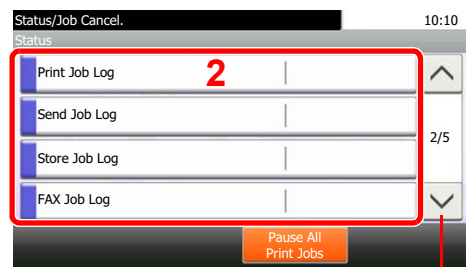 Status/Job Cancel. 10:10
Status
Print Job Log 2
Send Job Log
2/5
Store Job Log
FAX Job Log
Pause All
Print Jobs